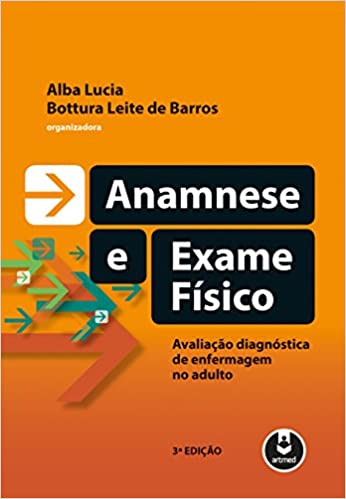 Alba Lucia
Bottura Leite de Barros
organizadora
Anamnese
e Exame
Físico
Avaliação diagnóstica
de enfermagem
no adulto
3ª EDIÇÃO
artmed